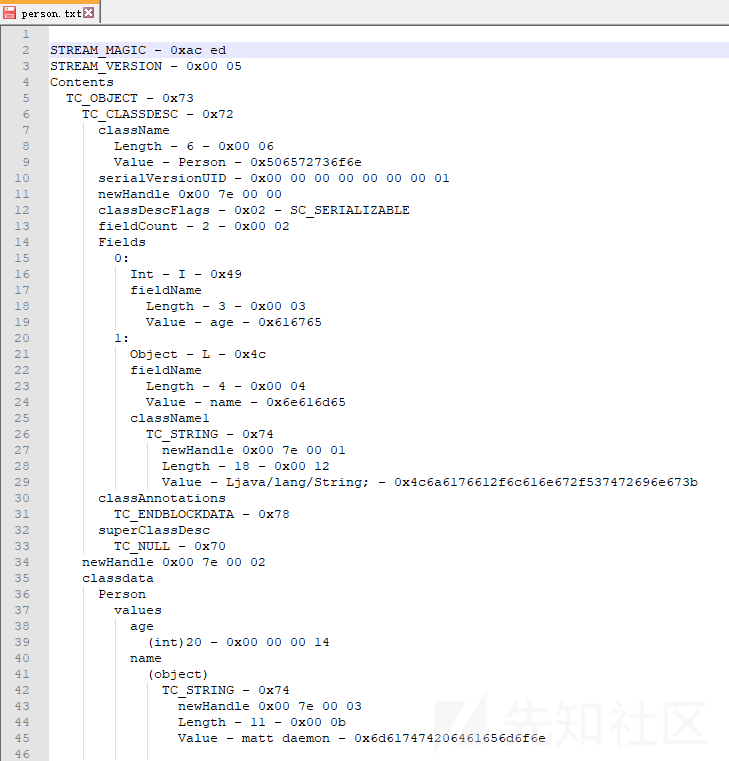 person.txt
1
2 STREAM_MAGIC - 0xac ed
3 STREAM_VERSION - 0x00 05
4 Contents
5 TC_OBJECT - 0x73
6 TC_CLASSDESC - 0x72
7 className
8 Length - 6 - 0x00 06
9 Value - Person - 0x506572736f6e
10 serialVersionUID - 0x00 00 00 00 00 00 00 01
11 newHandle 0x00 7e 00 00
12 classDescFlags - 0x02 - SC_SERIALIZABLE
13 fieldCount - 2 - 0x00 02
14 Fields
15 0:
16 Int - I - 0x49
17 fieldName
18 Length - 3 - 0x00 03
19 Value - age - 0x616765
20 1:
21 Object - L - 0x4c
22 fieldName
23 Length - 4 - 0x00 04
24 Value - name - 0x6e616d65
25 className1
26 TC_STRING - 0x74
27 newHandle 0x00 7e 00 01
28 Length - 18 - 0x00 12
29 Value - Ljava/lang/String; - 0x4c6a6176612f6c616e672f537472696e673b
30 classAnnotations
31 TC_ENDBLOCKDATA - 0x78
32 superClassDesc
33 TC_NULL - 0x70
34 newHandle 0x00 7e 00 02
35 classdata
36 Person
37 values
38 age
39 (int)20 - 0x00 00 00 14
40 name
41 (object)
42 TC_STRING - 0x74
43 newHandle 0x00 7e 00 03
44 Length - 11 - 0x00 0b
45 Value - matt daemon - 0x6d617474206461656d6f6e
46
先知社区